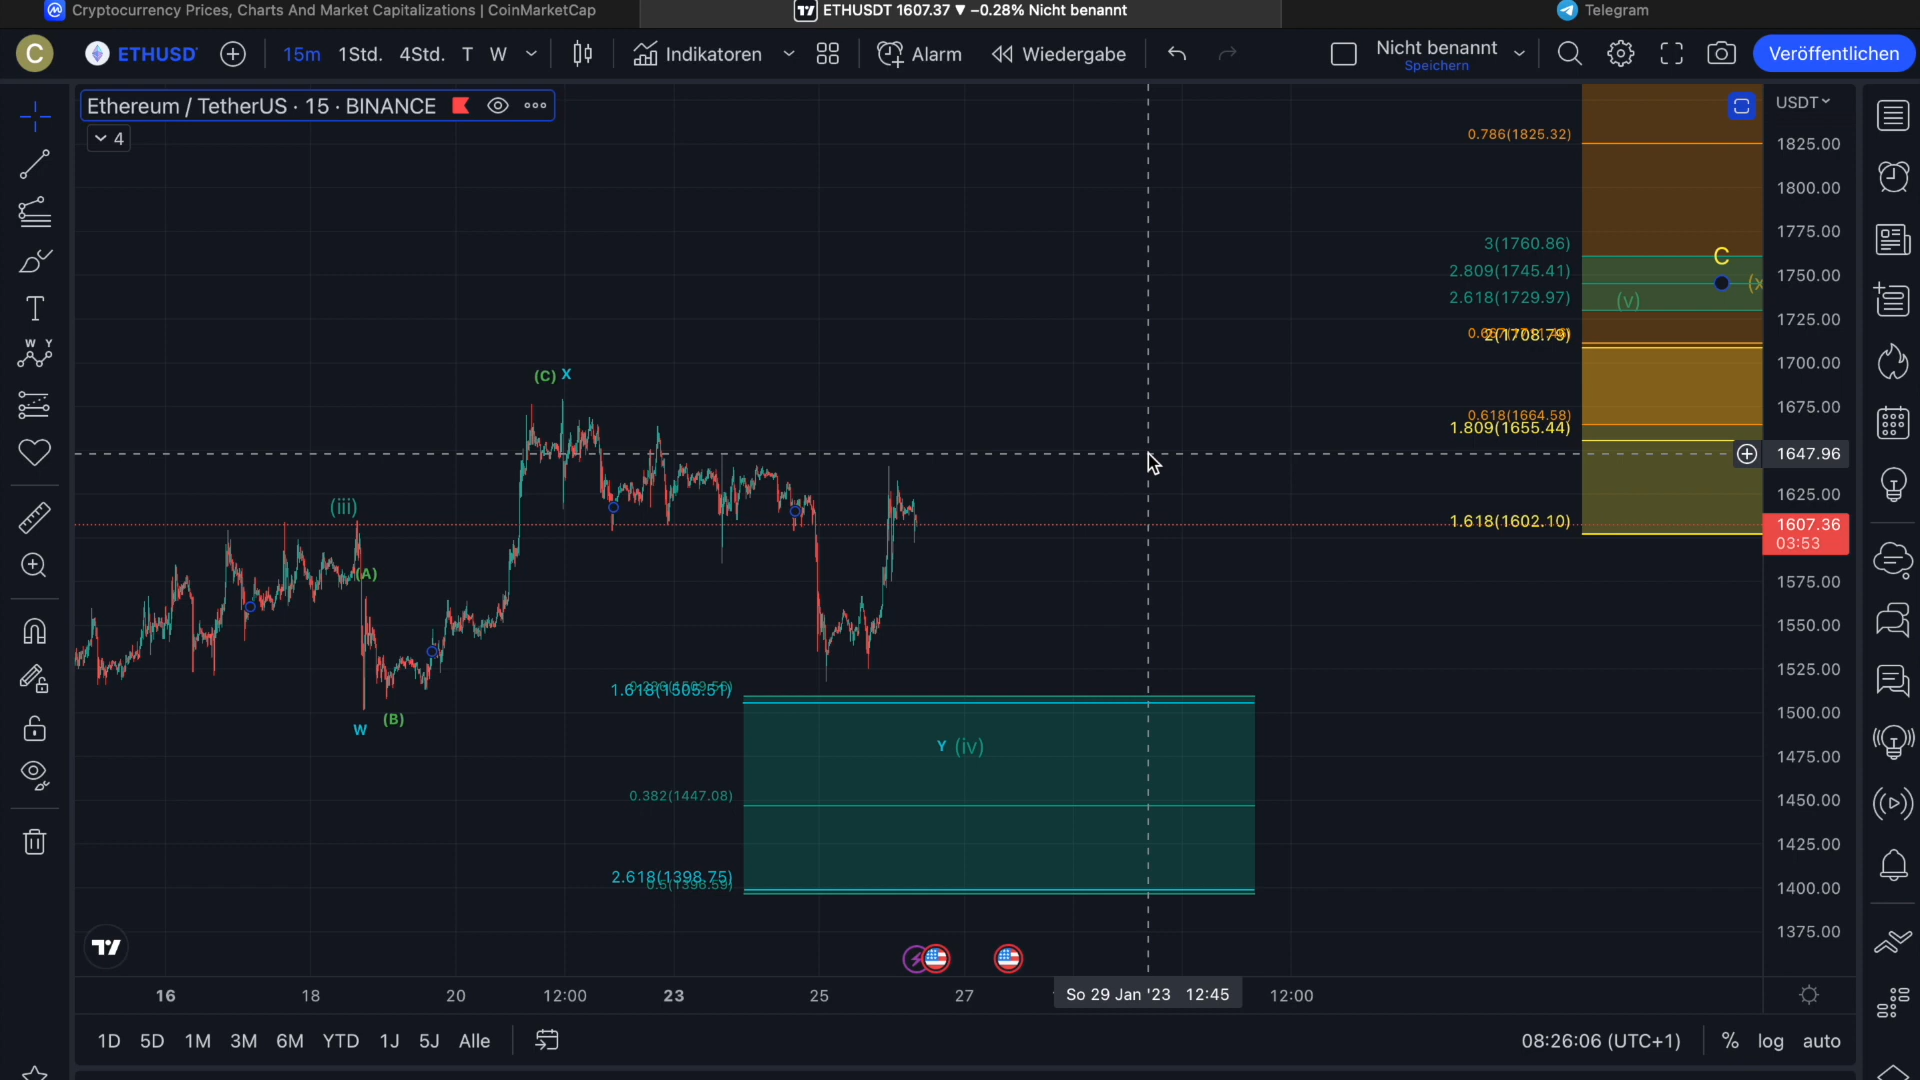 Cryptocurrency Prices, Charts And Market Capitalizations | CoinMarketCap
ETHUSDT 1607.37 ▼ −0.28% Nicht benannt
Telegram
C
ETHUSD
15m
1Std.
4Std.
T
W
Indikatoren
Alarm
Wiedergabe
Nicht benannt
Speichern
Veröffentlichen
Ethereum / TetherUS · 15 · BINANCE
4
USDT
0.786(1825.32)
1825.00
1800.00
1775.00
1750.00
1725.00
1700.00
1675.00
1647.96
1625.00
1607.36
03:53
1575.00
1550.00
1525.00
1500.00
1475.00
1450.00
1425.00
1400.00
1375.00
3(1760.86)
2.809(1745.41)
2.618(1729.97)
2(1708.79)
0.618(1664.58)
1.809(1655.44)
1.618(1602.10)
C
(v)
(C) X
(iii)
(A)
(B)
W
1.618(1505.51)
Y (iv)
0.382(1447.08)
2.618(1398.75)
16
18
20
12:00
23
25
27
So 29 Jan '23 12:45
12:00
1D
5D
1M
3M
6M
YTD
1J
5J
Alle
08:26:06 (UTC+1)
%
log
auto